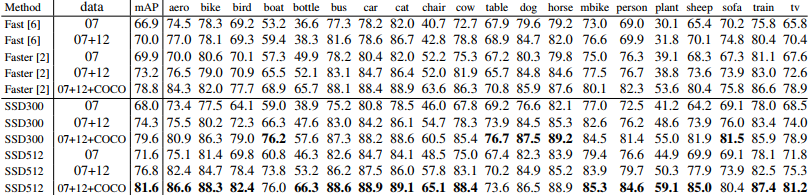 Method data mAP aero bike bird boat bottle bus car cat chair cow table dog horse mbike person plant sheep sofa train tv
Fast [6] 07 66.9 74.5 78.3 69.2 53.2 36.6 77.3 78.2 82.0 40.7 72.7 67.9 79.6 79.2 73.0 69.0 30.1 65.4 70.2 75.8 65.8
Fast [6] 07+12 70.0 77.0 78.1 69.3 59.4 38.3 81.6 78.6 86.7 42.8 78.8 68.9 84.7 82.0 76.6 69.9 31.8 70.1 74.8 80.4 70.4
Faster [2] 07 69.9 70.0 80.6 70.1 57.3 49.9 78.2 80.4 82.0 52.2 75.3 67.2 80.3 79.8 75.0 76.3 39.1 68.3 67.3 81.1 67.6
Faster [2] 07+12 73.2 76.5 79.0 70.9 65.5 52.1 83.1 84.7 86.4 52.0 81.9 65.7 84.8 84.6 77.5 76.7 38.8 73.6 73.9 83.0 72.6
Faster [2] 07+12+COCO 78.8 84.3 82.0 77.7 68.9 65.7 88.1 88.4 88.9 63.6 86.3 70.8 85.9 87.6 80.1 82.3 53.6 80.4 75.8 86.6 78.9
SSD300 07 68.0 73.4 77.5 64.1 59.0 38.9 75.2 80.8 78.5 46.0 67.8 69.2 76.6 82.1 77.0 72.5 41.2 64.2 69.1 78.0 68.5
SSD300 07+12 74.3 75.5 80.2 72.3 66.3 47.6 83.0 84.2 86.1 54.7 78.3 73.9 84.5 85.3 82.6 76.2 48.6 73.9 76.0 83.4 74.0
SSD300 07+12+COCO 79.6 80.9 86.3 79.0 76.2 57.6 87.3 88.2 88.6 60.5 85.4 76.7 87.5 89.2 84.5 81.4 55.0 81.9 81.5 85.9 78.9
SSD512 07 71.6 75.1 81.4 69.8 60.8 46.3 82.6 84.7 84.1 48.5 75.0 67.4 82.3 83.9 79.4 76.6 44.9 69.9 69.1 78.1 71.8
SSD512 07+12 76.8 82.4 84.7 78.4 73.8 53.2 86.2 87.5 86.0 57.8 83.1 70.2 84.9 85.2 83.9 79.7 50.3 77.9 73.9 82.5 75.3
SSD512 07+12+COCO 81.6 86.6 88.3 82.4 76.0 66.3 88.6 88.9 89.1 65.1 88.4 73.6 86.5 88.9 85.3 84.6 59.1 85.0 80.4 87.4 81.2